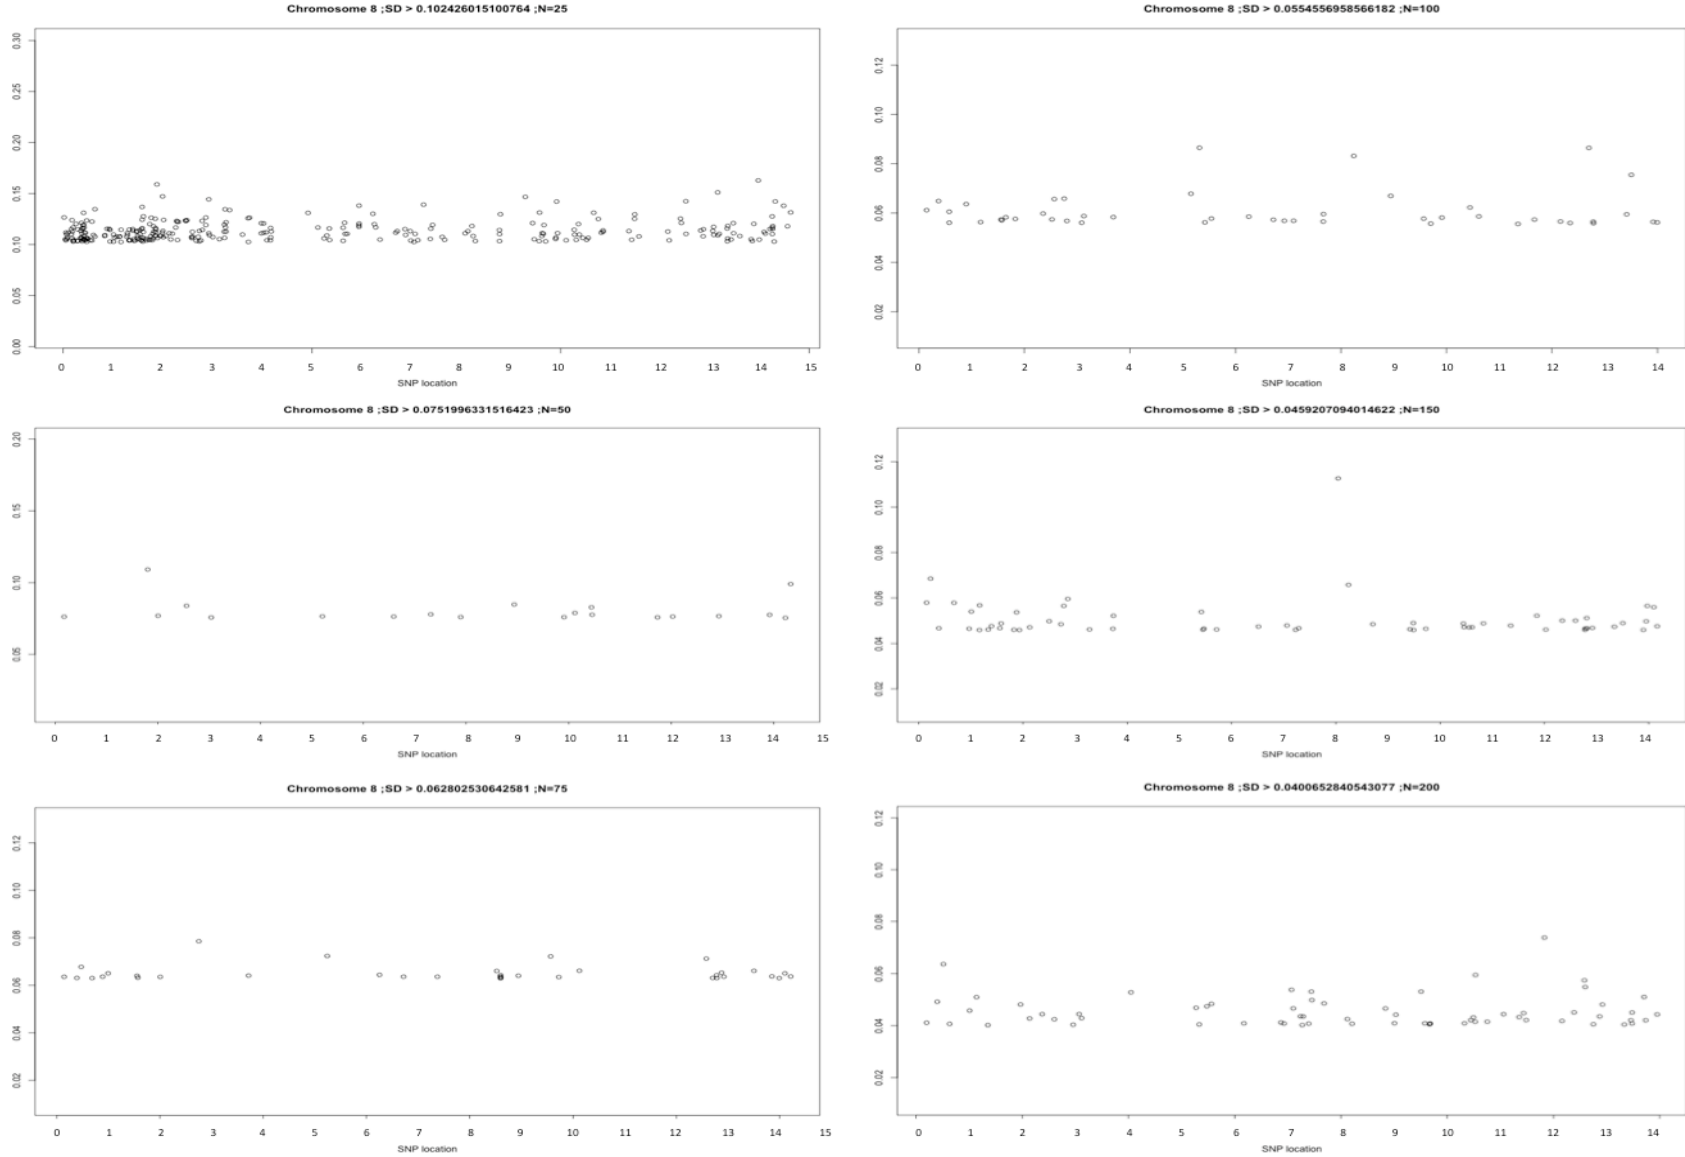 Chromosome 8 ;SD > 0.102426015100764 ;N=25
0.30
0.25
0.20
0.15
0.10
0.05
0.00
0 1 2 3 4 5 6 7 8 9 10 11 12 13 14 15
SNP location
Chromosome 8 ;SD > 0.0554556958566182 ;N=100
0.12
0.10
0.08
0.06
0.04
0.02
0 1 2 3 4 5 6 7 8 9 10 11 12 13 14
SNP location
Chromosome 8 ;SD > 0.0751996331516423 ;N=50
0.20
0.15
0.10
0.05
0 1 2 3 4 5 6 7 8 9 10 11 12 13 14 15
SNP location
Chromosome 8 ;SD > 0.0459207094014622 ;N=150
0.12
0.10
0.08
0.06
0.04
0.02
0 1 2 3 4 5 6 7 8 9 10 11 12 13 14
SNP location
Chromosome 8 ;SD > 0.062802530642581 ;N=75
0.12
0.10
0.08
0.06
0.04
0.02
0 1 2 3 4 5 6 7 8 9 10 11 12 13 14 15
SNP location
Chromosome 8 ;SD > 0.0400652840543077 ;N=200
0.12
0.10
0.08
0.06
0.04
0.02
0 1 2 3 4 5 6 7 8 9 10 11 12 13 14
SNP location